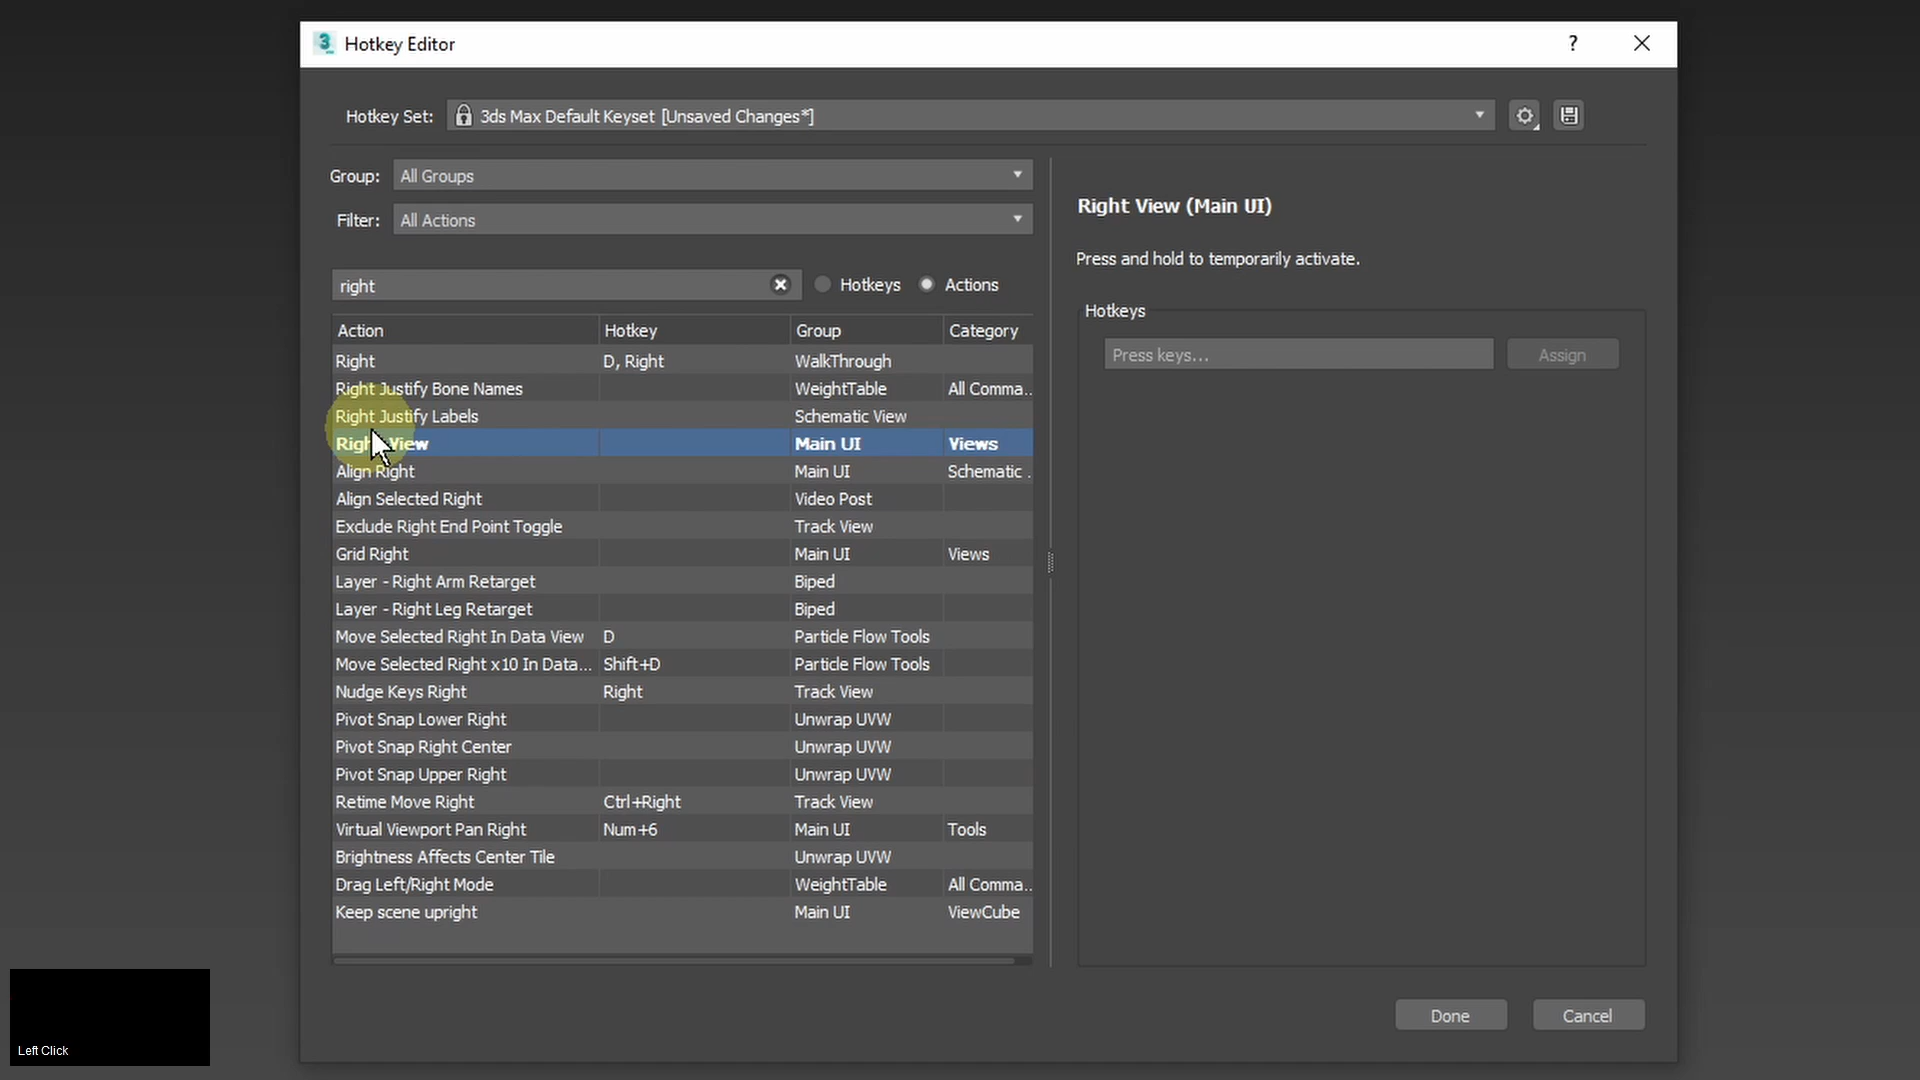 3 Hotkey Editor ?
Hotkey Set: 3ds Max Default Keyset [Unsaved Changes*]
Group: All Groups
Filter: All Actions
Right View (Main UI)
Press and hold to temporarily activate.
right Hotkeys Actions
Hotkeys
Press keys... Assign
Action Hotkey Group Category
Right D, Right WalkThrough
Right Justify Bone Names WeightTable All Comma...
Right Justify Labels Schematic View
Right View Main UI Views
Align Right Main UI Schematic .
Align Selected Right Video Post
Exclude Right End Point Toggle Track View
Grid Right Main UI Views
Layer - Right Arm Retarget Biped
Layer - Right Leg Retarget Biped
Move Selected Right In Data View D Particle Flow Tools
Move Selected Right x10 In Data... Shift+D Particle Flow Tools
Nudge Keys Right Right Track View
Pivot Snap Lower Right Unwrap UVW
Pivot Snap Right Center Unwrap UVW
Pivot Snap Upper Right Unwrap UVW
Retime Move Right Ctrl+Right Track View
Virtual Viewport Pan Right Num+6 Main UI Tools
Brightness Affects Center Tile Unwrap UVW
Drag Left/Right Mode WeightTable All Comma...
Keep scene upright Main UI ViewCube
Done Cancel
Left Click